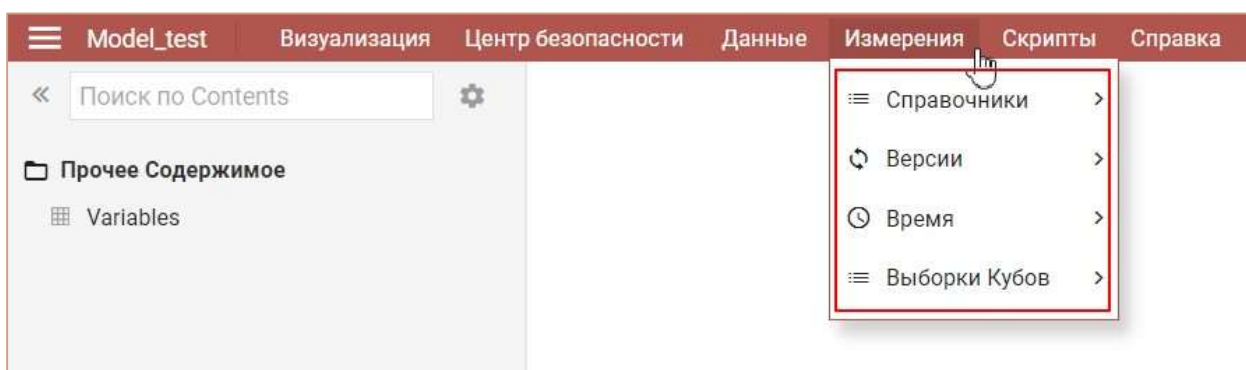 Model_test Визуализация Центр безопасности Данные Измерения Скрипты Справка
Поиск по Contents
Прочее Содержимое
Variables
Справочники
Версии
Время
Выборки Кубов